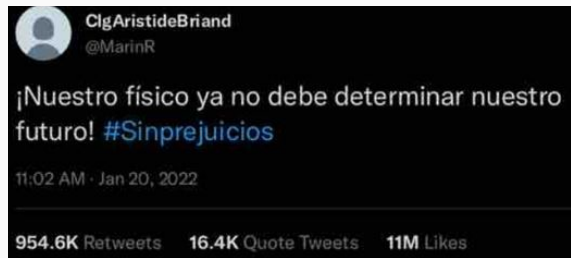 ClgAristideBriand
@MarinR
¡Nuestro físico ya no debe determinar nuestro
futuro! #Sinprejuicios
11:02 AM · Jan 20, 2022
954.6K Retweets 16.4K Quote Tweets 11M Likes